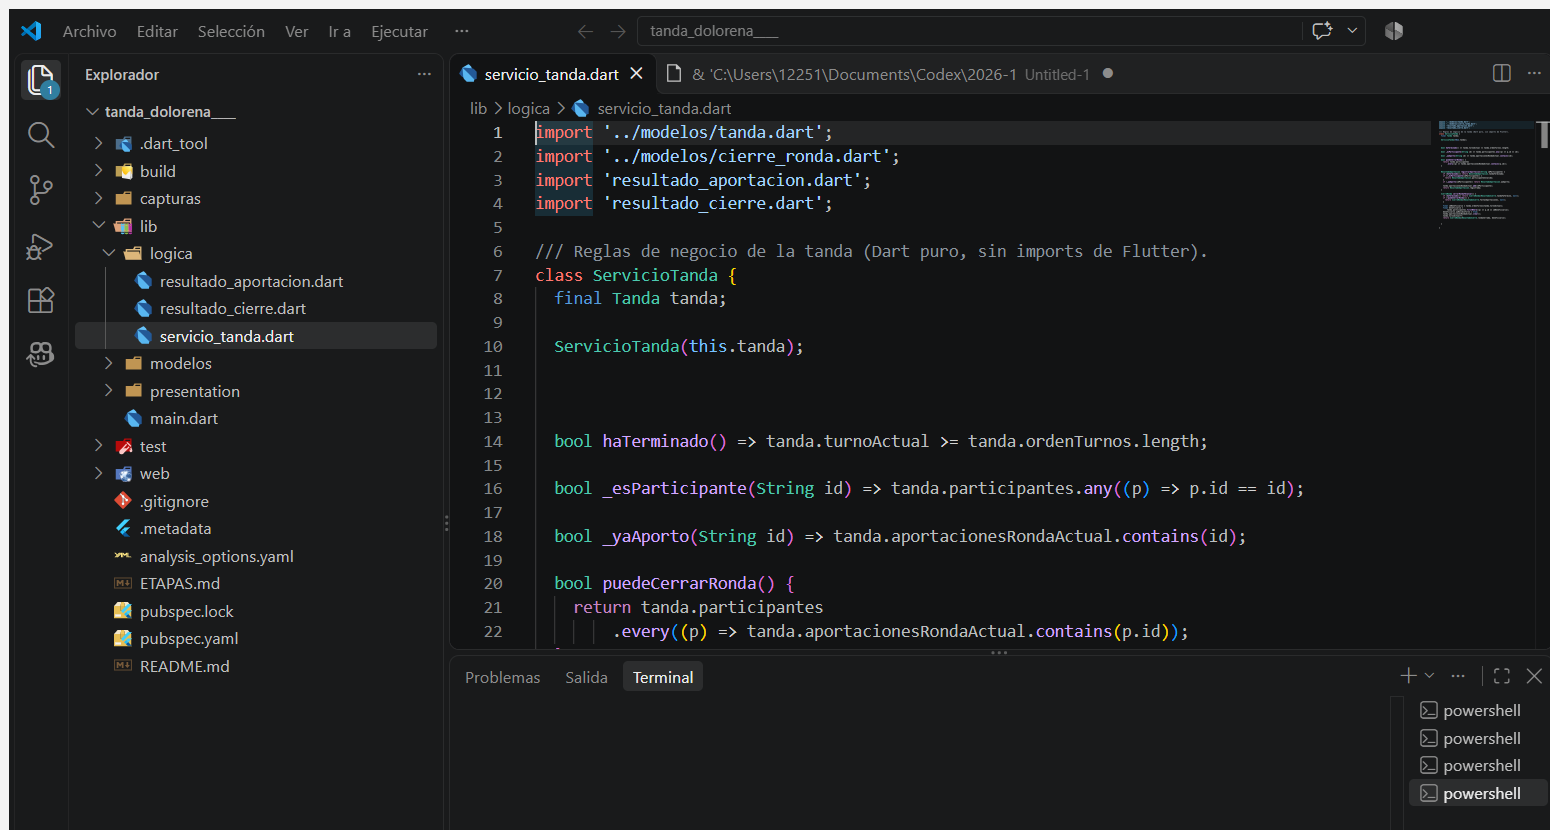 Archivo Editar Selección Ver Ir a Ejecutar ···
tanda_dolorena___
Explorador ···
tanda_dolorena___
.dart_tool
build
capturas
lib
logica
resultado_aportacion.dart
resultado_cierre.dart
servicio_tanda.dart
modelos
presentation
main.dart
test
web
.gitignore
.metadata
analysis_options.yaml
ETAPAS.md
pubspec.lock
pubspec.yaml
README.md
1
servicio_tanda.dart & 'C:\Users\12251\Documents\Codex\2026-1 Untitled-1
lib > logica > servicio_tanda.dart
1 import '../modelos/tanda.dart';
2 import '../modelos/cierre_ronda.dart';
3 import 'resultado_aportacion.dart';
4 import 'resultado_cierre.dart';
5
6 /// Reglas de negocio de la tanda (Dart puro, sin imports de Flutter).
7 class ServicioTanda {
8 final Tanda tanda;
9
10 ServicioTanda(this.tanda);
11
12
13
14 bool haTerminado() => tanda.turnoActual >= tanda.ordenTurnos.length;
15
16 bool _esParticipante(String id) => tanda.participantes.any((p) => p.id == id);
17
18 bool _yaAporto(String id) => tanda.aportacionesRondaActual.contains(id);
19
20 bool puedeCerrarRonda() {
21 return tanda.participantes
22 .every((p) => tanda.aportacionesRondaActual.contains(p.id));
Problemas Salida Terminal
powershell
powershell
powershell
powershell